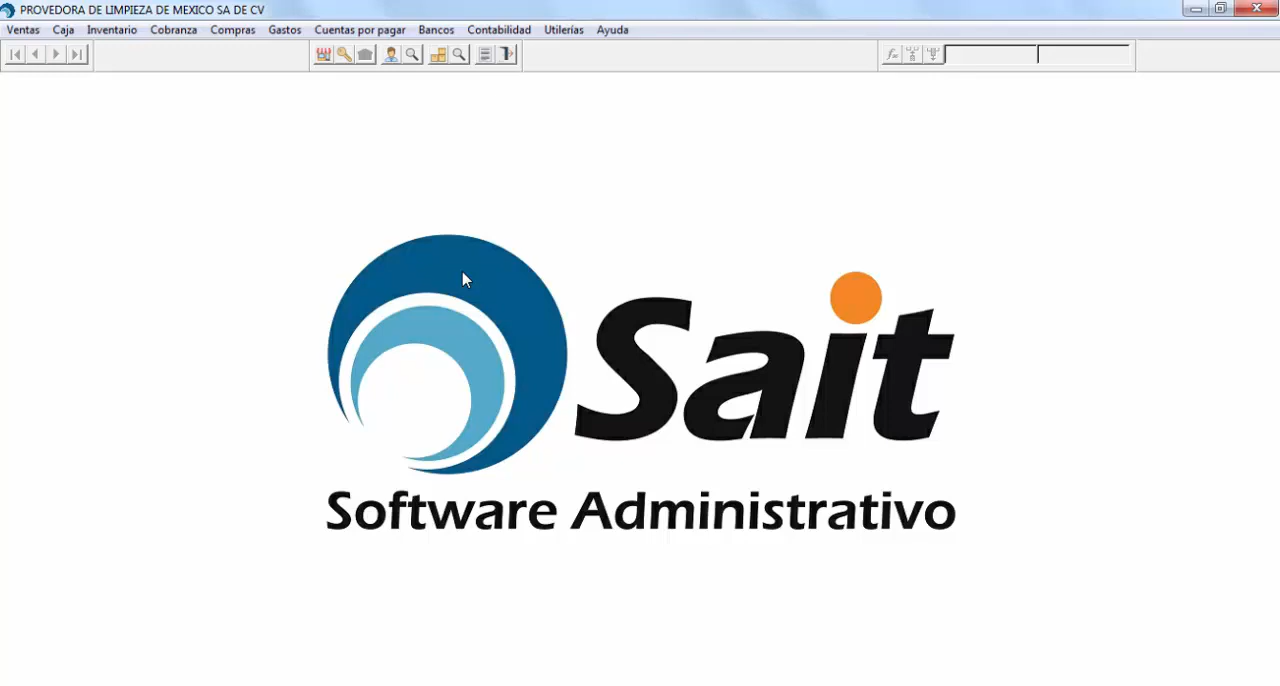 PROVEDORA DE LIMPIEZA DE MEXICO SA DE CV
Ventas Caja Inventario Cobranza Compras Gastos Cuentas por pagar Bancos Contabilidad Utilerías Ayuda
Sait
Software Administrativo